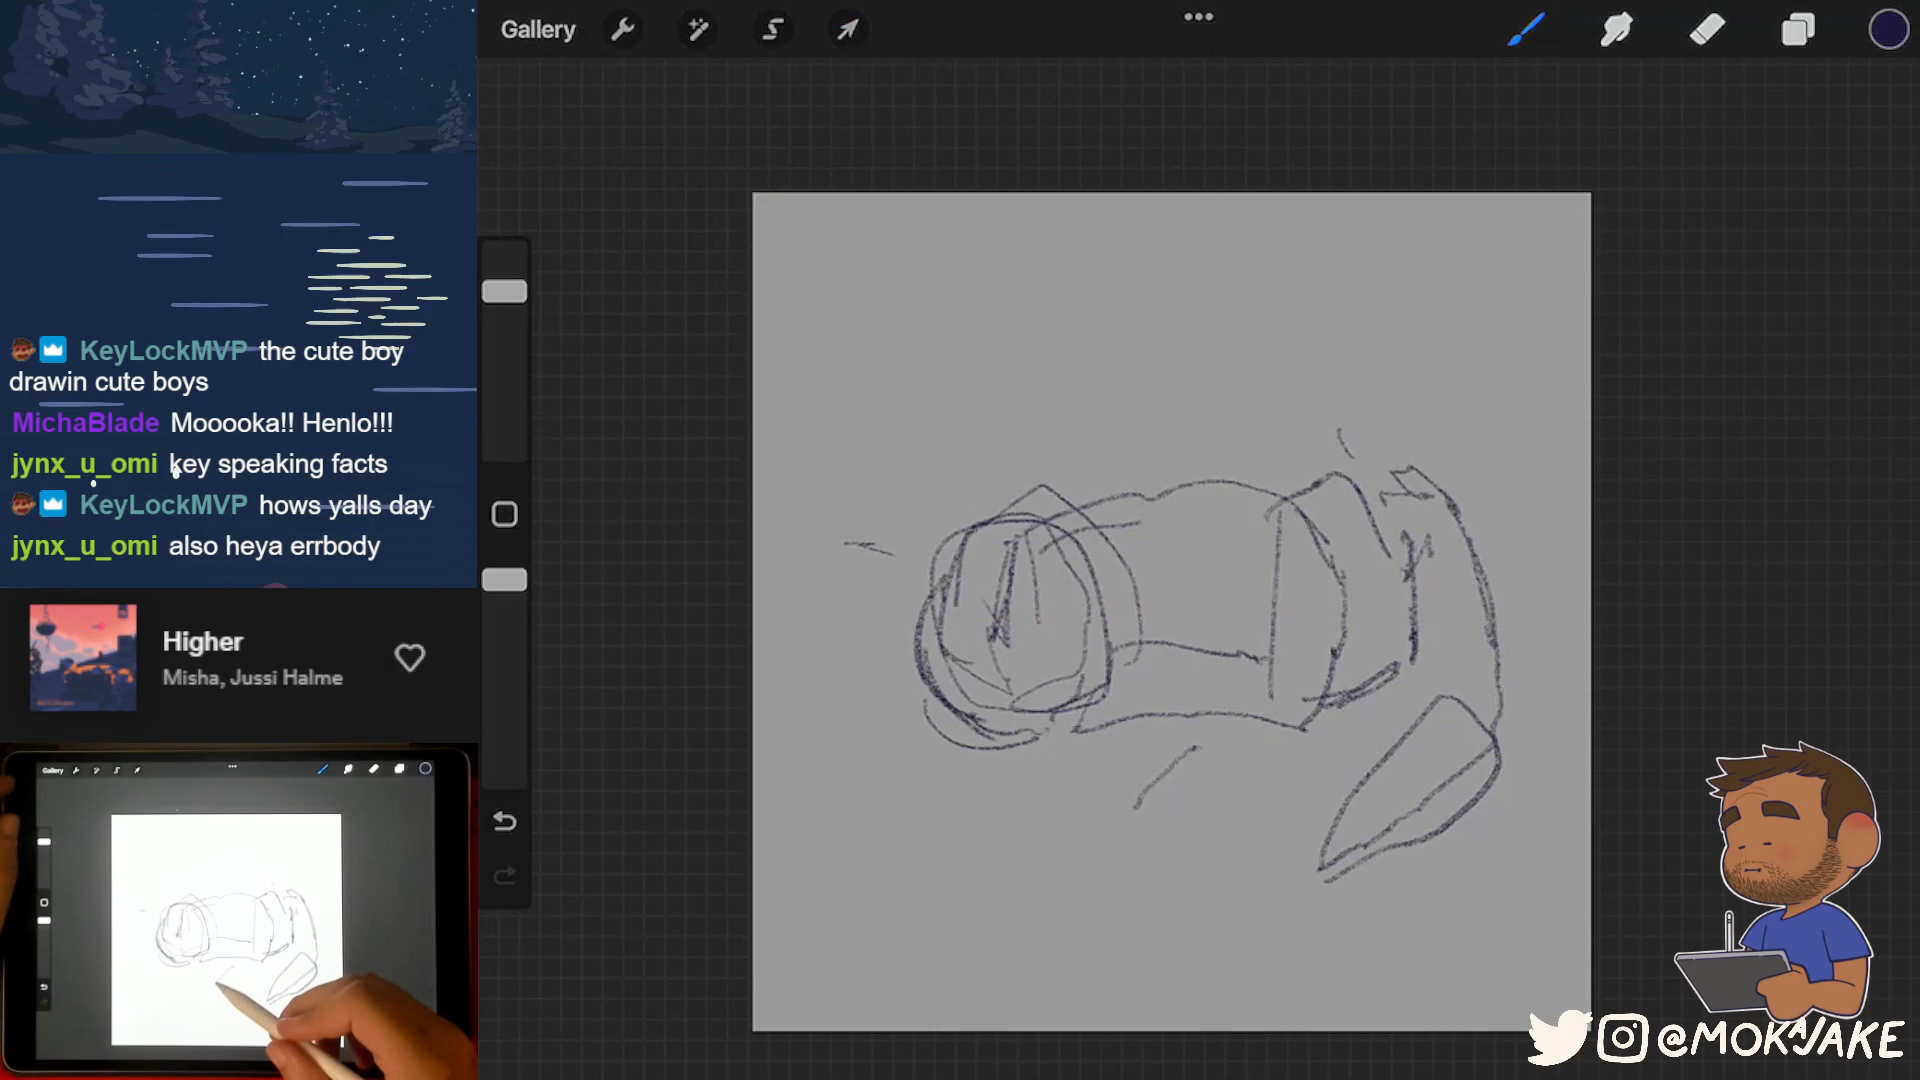 Gallery
KeyLockMVP the cute boy
drawin cute boys
MichaBlade Mooooka!! Henlo!!!
jynx_u_omi key speaking facts
KeyLockMVP hows yalls day
jynx_u_omi also heya errbody
Higher
Misha, Jussi Halme
Gallery
@MOKAJAKE